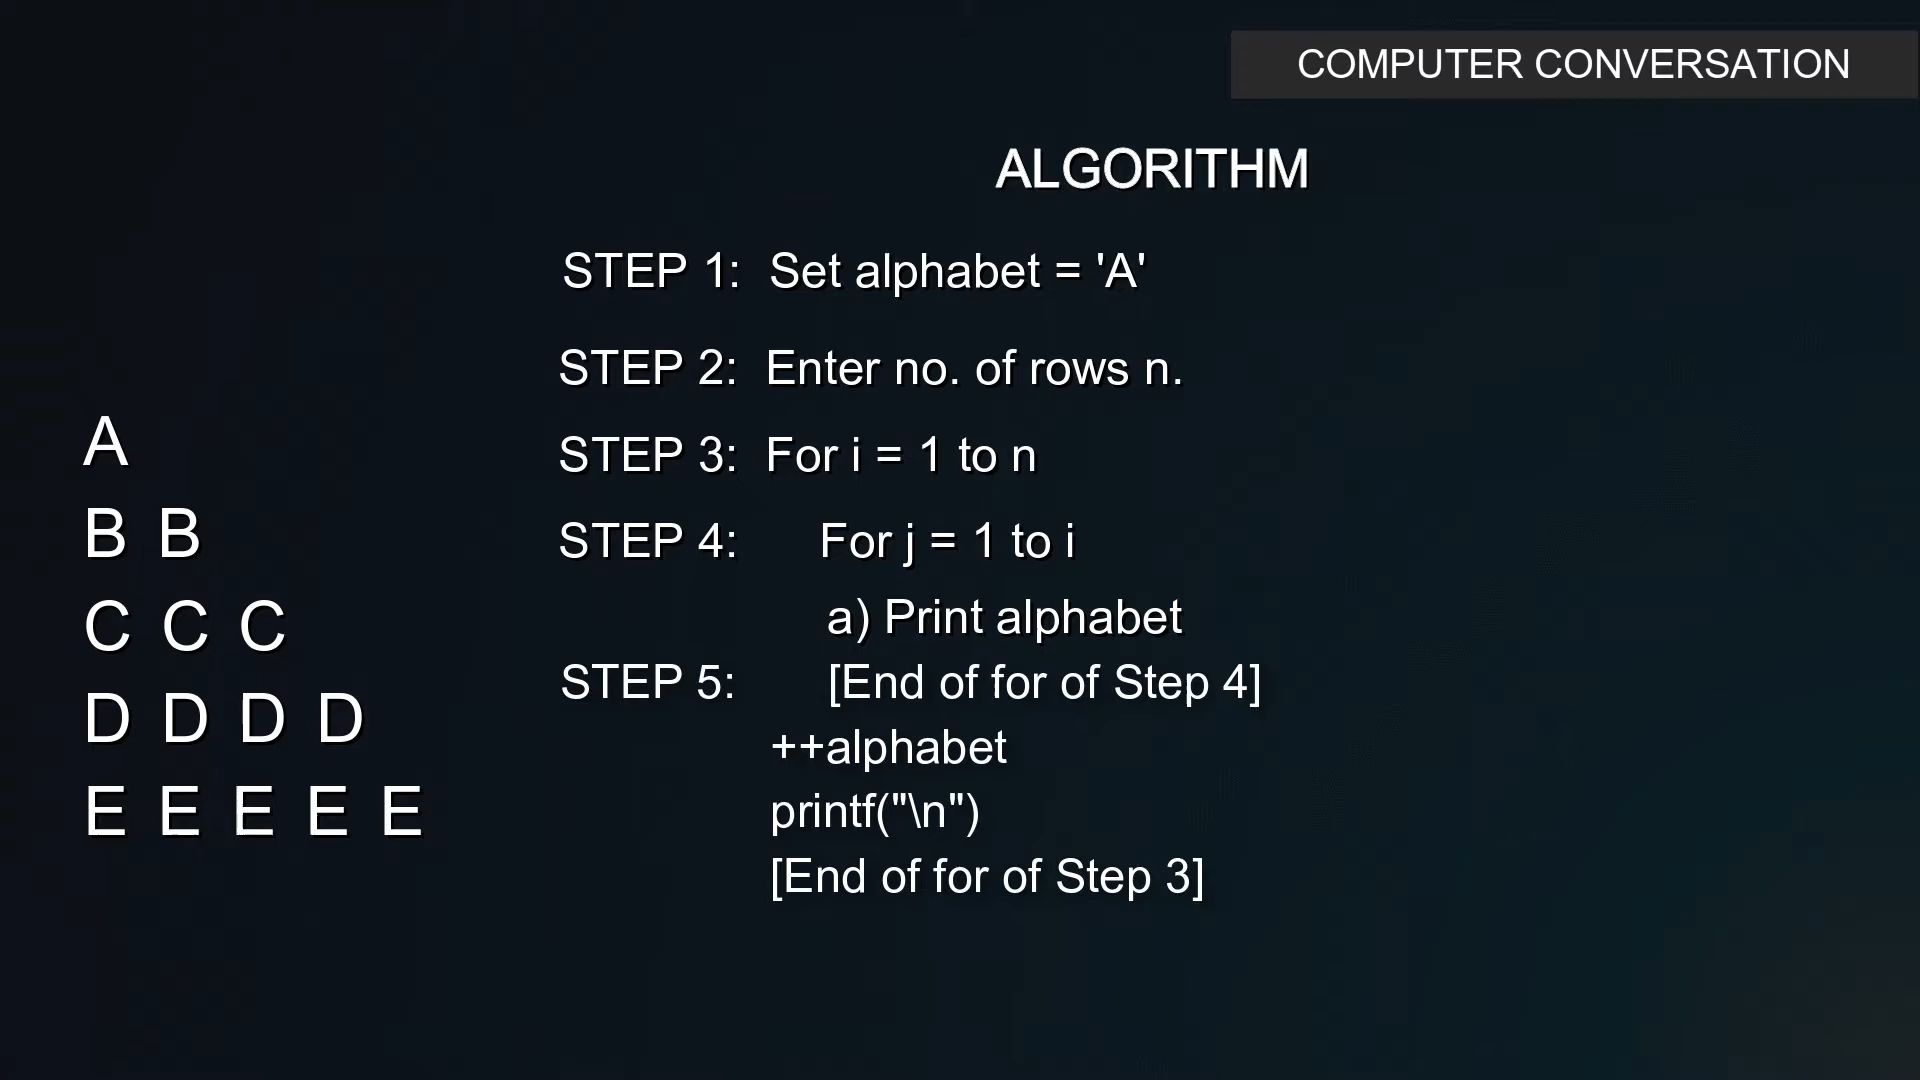 COMPUTER CONVERSATION
ALGORITHM
STEP 1: Set alphabet = 'A'
STEP 2: Enter no. of rows n.
STEP 3: For i = 1 to n
STEP 4: For j = 1 to i
a) Print alphabet
STEP 5: [End of for of Step 4]
++alphabet
printf("\n")
[End of for of Step 3]
A
B B
C C C
D D D D
E E E E E